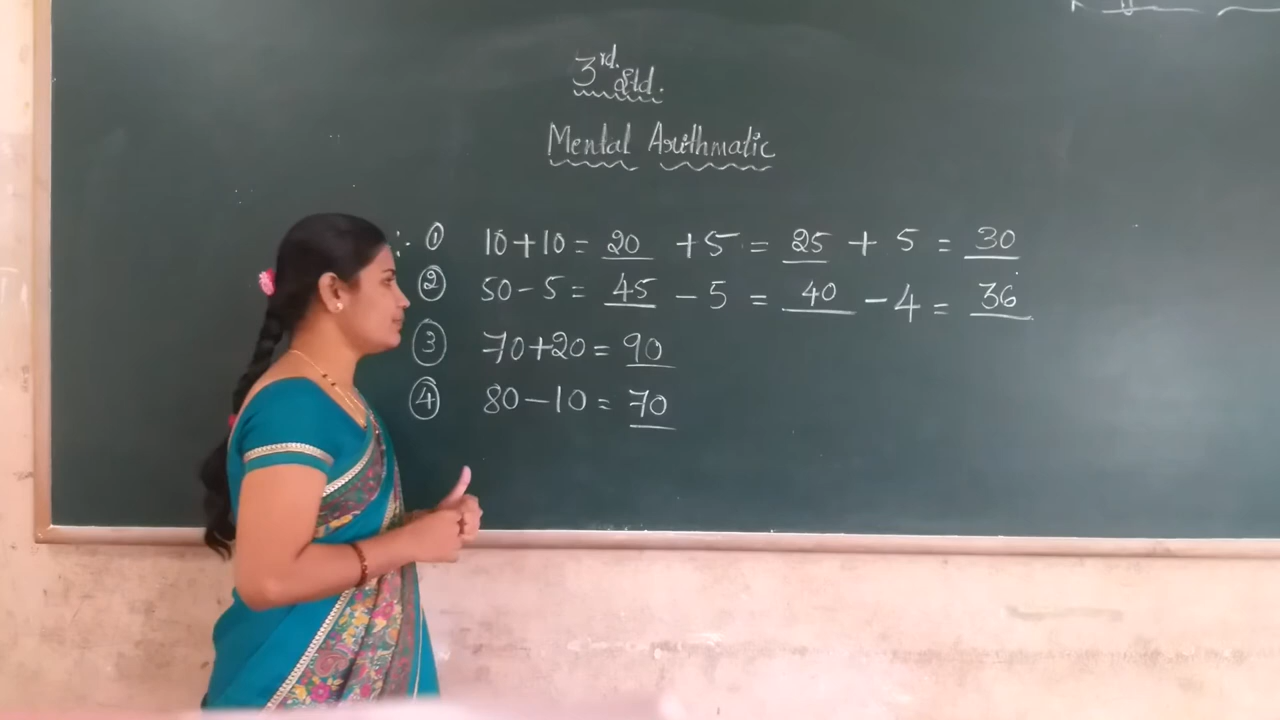 3rd. Std.
Mental Arithmatic
① 10+10 = 20 +5 = 25 + 5 = 30
② 50-5 = 45 - 5 = 40 - 4 = 36
③ 70+20 = 90
④ 80-10 = 70